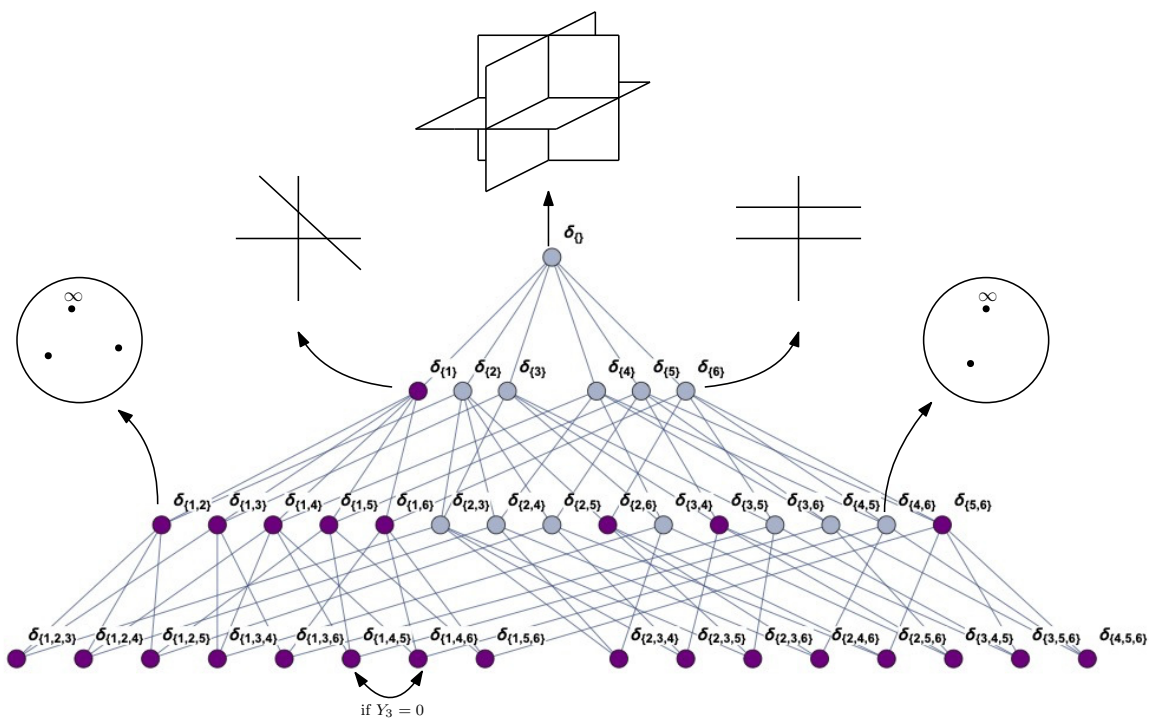 δ{}
δ{1} δ{2} δ{3} δ{4} δ{5} δ{6}
∞ ∞
δ{1,2} δ{1,3} δ{1,4} δ{1,5} δ{1,6} δ{2,3} δ{2,4} δ{2,5} δ{2,6} δ{3,4} δ{3,5} δ{3,6} δ{4,5} δ{4,6} δ{5,6}
δ{1,2,3} δ{1,2,4} δ{1,2,5} δ{1,3,4} δ{1,3,6} δ{1,4,5} δ{1,4,6} δ{1,5,6} δ{2,3,4} δ{2,3,5} δ{2,3,6} δ{2,4,6} δ{2,5,6} δ{3,4,5} δ{3,5,6} δ{4,5,6}
if Y₃ = 0